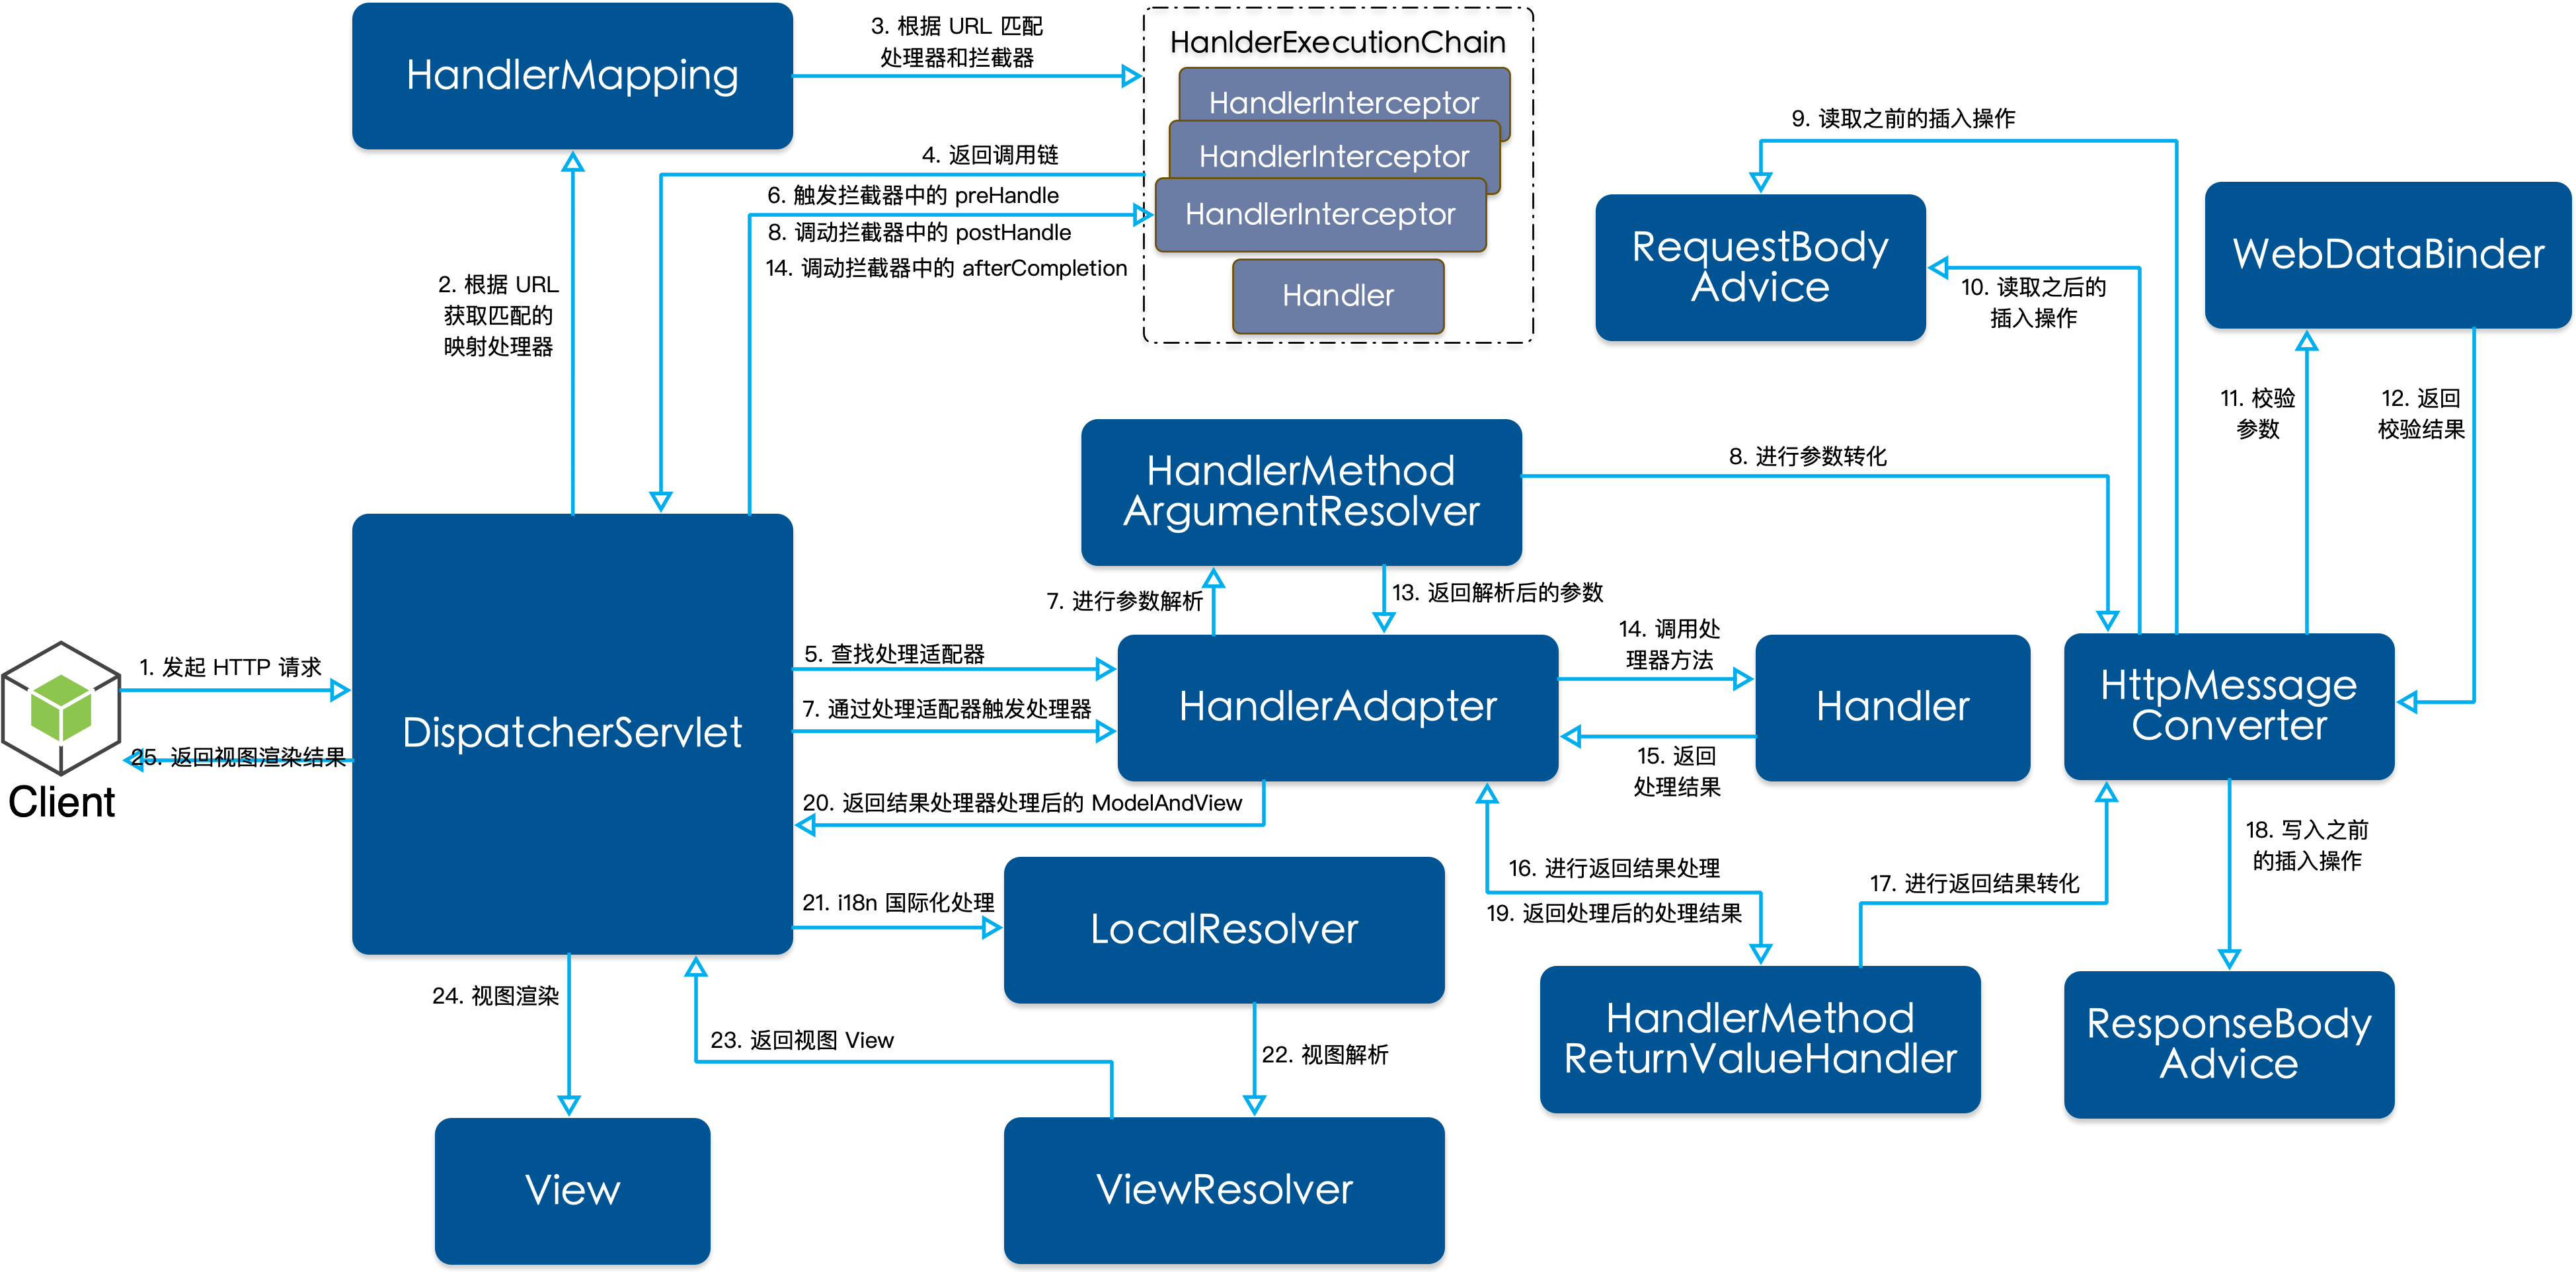 HandlerMapping
3. 根据 URL 匹配
处理器和拦截器
HanlderExecutionChain
HandlerInterceptor
HandlerInterceptor
HandlerInterceptor
Handler
4. 返回调用链
6. 触发拦截器中的 preHandle
8. 调动拦截器中的 postHandle
14. 调动拦截器中的 afterCompletion
2. 根据 URL
获取匹配的
映射处理器
9. 读取之前的插入操作
RequestBody
Advice
10. 读取之后的
插入操作
WebDataBinder
11. 校验
参数
12. 返回
校验结果
HandlerMethod
ArgumentResolver
8. 进行参数转化
7. 进行参数解析
13. 返回解析后的参数
1. 发起 HTTP 请求
25. 返回视图渲染结果
Client
DispatcherServlet
5. 查找处理适配器
7. 通过处理适配器触发处理器
HandlerAdapter
14. 调用处
理器方法
15. 返回
处理结果
Handler
HttpMessage
Converter
20. 返回结果处理器处理后的 ModelAndView
16. 进行返回结果处理
19. 返回处理后的处理结果
17. 进行返回结果转化
18. 写入之前
的插入操作
21. i18n 国际化处理
LocalResolver
HandlerMethod
ReturnValueHandler
ResponseBody
Advice
24. 视图渲染
23. 返回视图 View
22. 视图解析
View
ViewResolver